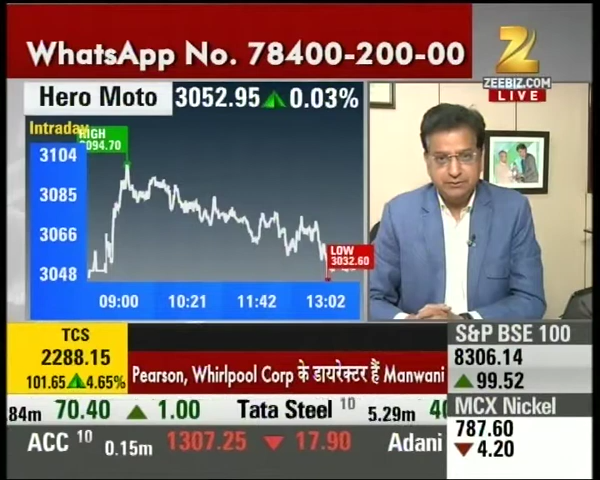 WhatsApp No. 78400-200-00
ZEEBIZ.COM
LIVE
Hero Moto 3052.95 0.03%
Intraday
HIGH
3094.70
3104
3085
3066
3048
LOW
3032.60
09:00 10:21 11:42 13:02
TCS
2288.15
101.65 4.65%
Pearson, Whirlpool Corp के डायरेक्टर हैं Manwani
S&P BSE 100
8306.14
99.52
MCX Nickel
787.60
4.20
.84m 70.40 1.00 Tata Steel 10 5.29m
ACC 10 0.15m 1307.25 17.90 Adani